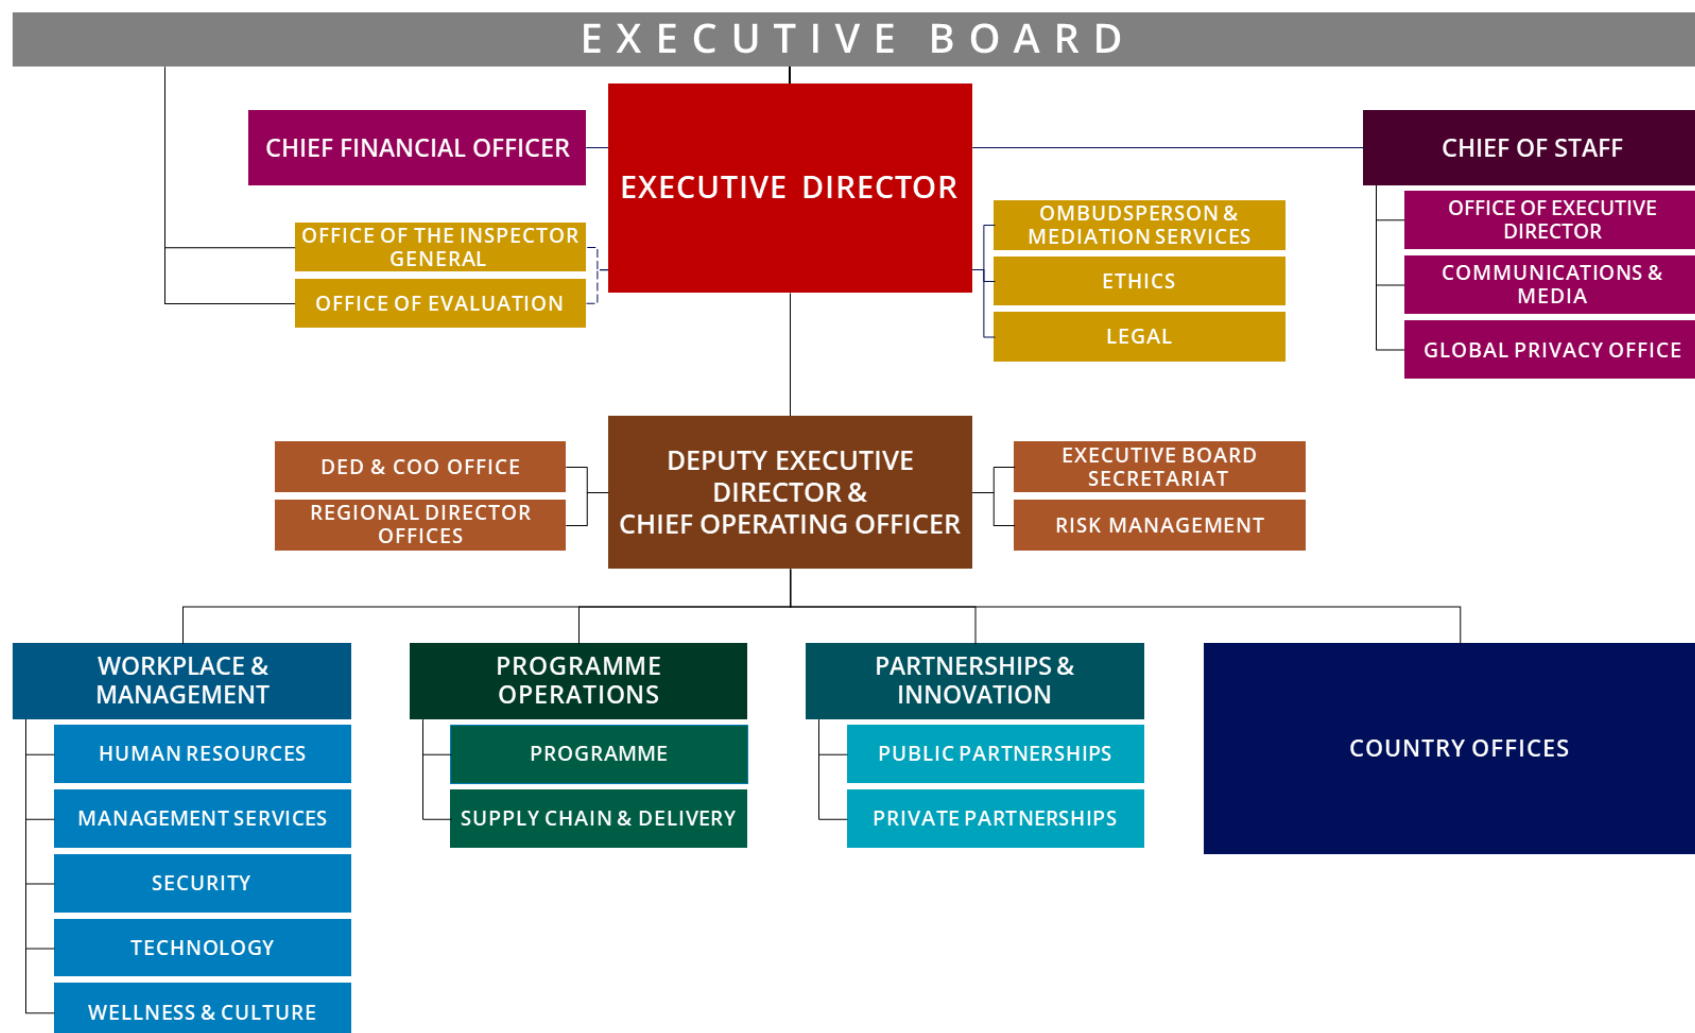 EXECUTIVE BOARD
CHIEF FINANCIAL OFFICER
EXECUTIVE DIRECTOR
CHIEF OF STAFF
OFFICE OF THE INSPECTOR
GENERAL
OFFICE OF EVALUATION
OMBUDSPERSON &
MEDIATION SERVICES
ETHICS
LEGAL
OFFICE OF EXECUTIVE
DIRECTOR
COMMUNICATIONS &
MEDIA
GLOBAL PRIVACY OFFICE
DED & COO OFFICE
REGIONAL DIRECTOR
OFFICES
DEPUTY EXECUTIVE
DIRECTOR &
CHIEF OPERATING OFFICER
EXECUTIVE BOARD
SECRETARIAT
RISK MANAGEMENT
WORKPLACE &
MANAGEMENT
HUMAN RESOURCES
MANAGEMENT SERVICES
SECURITY
TECHNOLOGY
WELLNESS & CULTURE
PROGRAMME
OPERATIONS
PROGRAMME
SUPPLY CHAIN & DELIVERY
PARTNERSHIPS &
INNOVATION
PUBLIC PARTNERSHIPS
PRIVATE PARTNERSHIPS
COUNTRY OFFICES